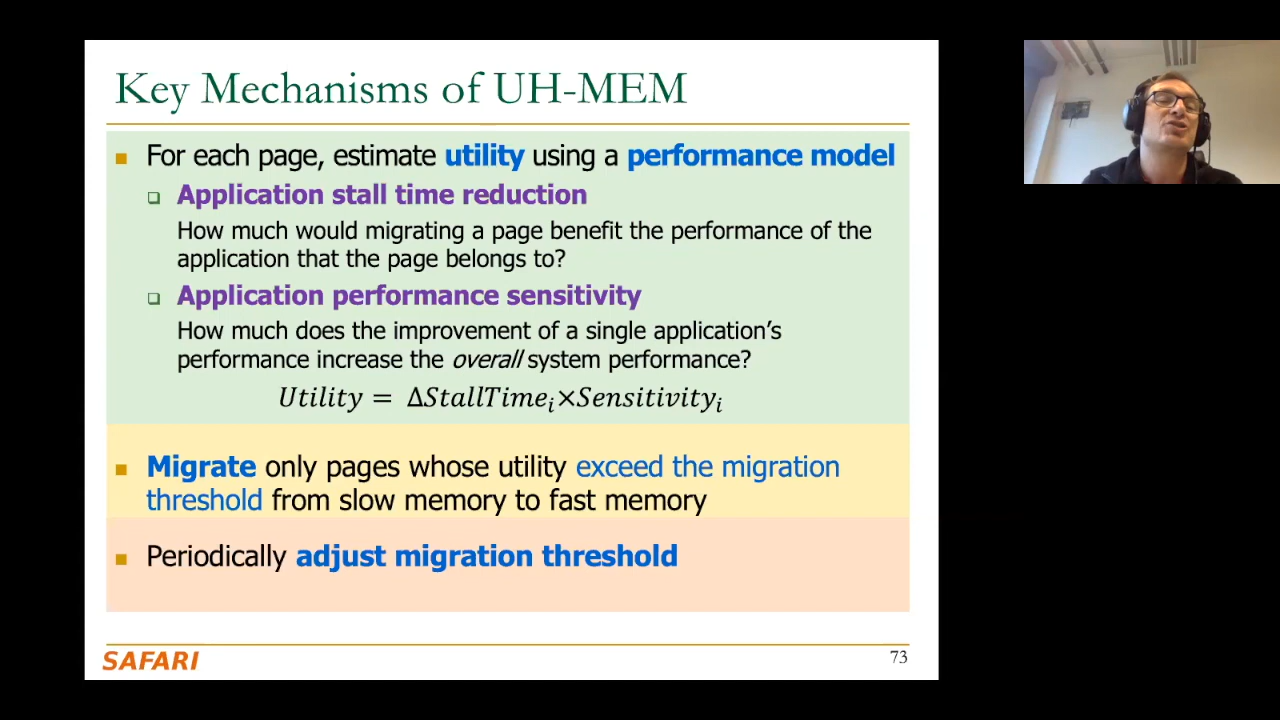 Key Mechanisms of UH-MEM
For each page, estimate utility using a performance model
Application stall time reduction
How much would migrating a page benefit the performance of the
application that the page belongs to?
Application performance sensitivity
How much does the improvement of a single application's
performance increase the overall system performance?
Utility = ΔStallTimeᵢ×Sensitivityᵢ
Migrate only pages whose utility exceed the migration
threshold from slow memory to fast memory
Periodically adjust migration threshold
SAFARI
73